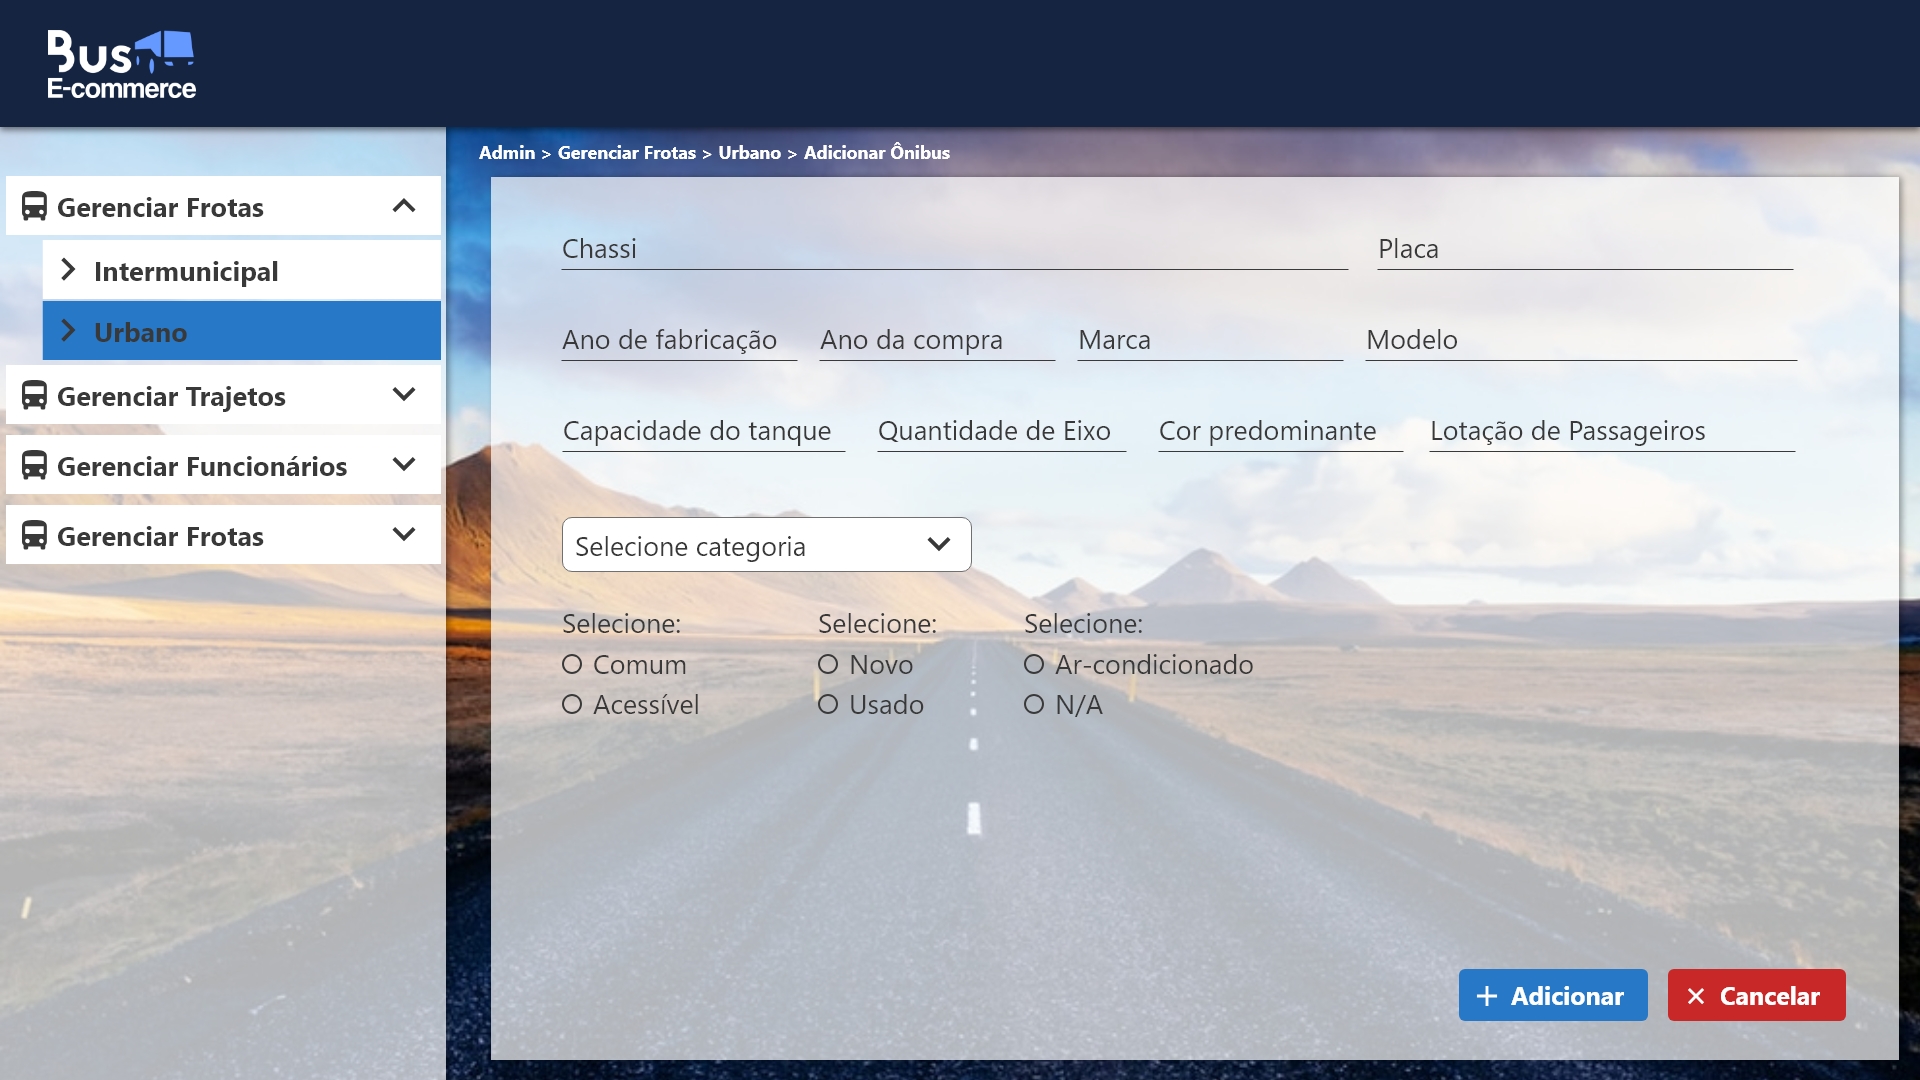 Bus
E-commerce
Admin > Gerenciar Frotas > Urbano > Adicionar Ônibus
Gerenciar Frotas
Intermunicipal
Urbano
Gerenciar Trajetos
Gerenciar Funcionários
Gerenciar Frotas
Chassi Placa
Ano de fabricação Ano da compra Marca Modelo
Capacidade do tanque Quantidade de Eixo Cor predominante Lotação de Passageiros
Selecione categoria
Selecione: Selecione: Selecione:
Comum Novo Ar-condicionado
Acessível Usado N/A
Adicionar Cancelar